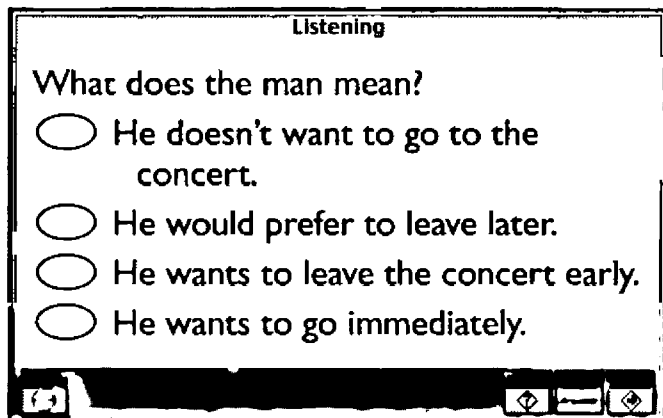 Listening
What does the man mean?
He doesn't want to go to the
concert.
He would prefer to leave later.
He wants to leave the concert early.
He wants to go immediately.